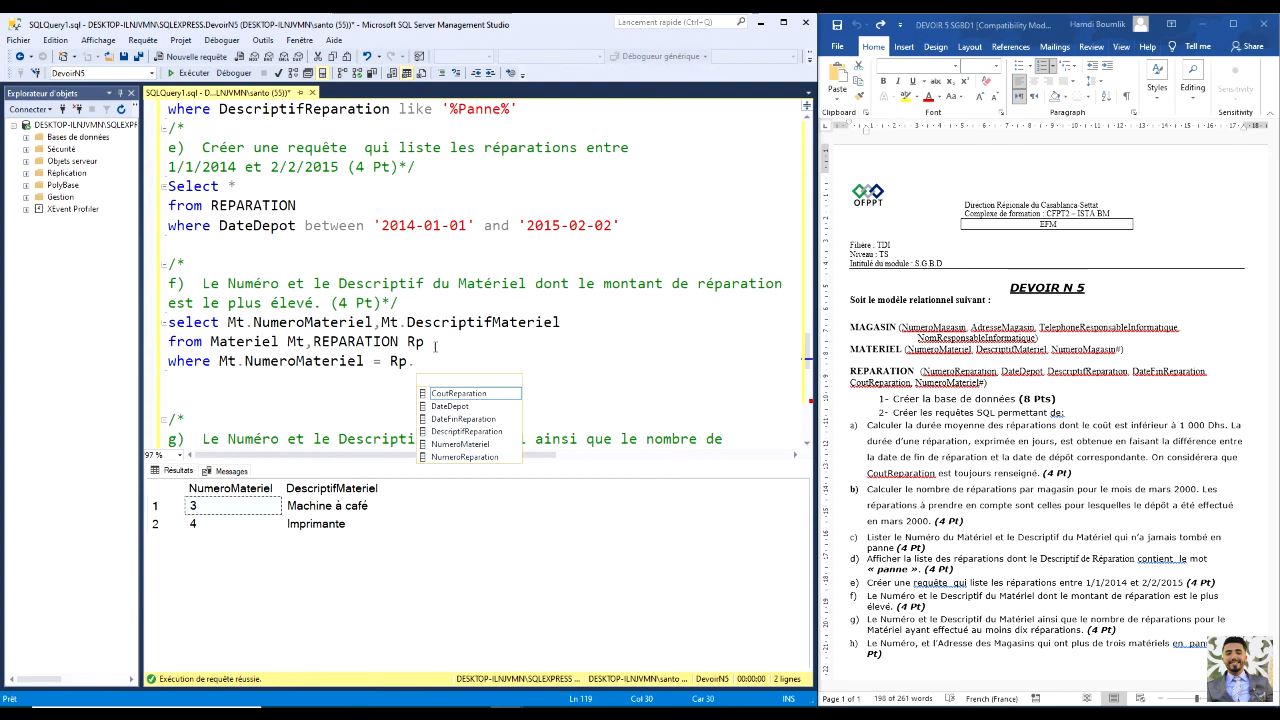 SQLQuery1.sql - DESKTOP-ILNJVMN\SQLEXPRESS.DevoirN5 (DESKTOP-ILNJVMN\santo (55))* - Microsoft SQL Server Management Studio
Lancement rapide (Ctrl+Q)
Fichier Edition Affichage Requête Projet Déboguer Outils Fenêtre Aide
Nouvelle requête
Débogueur générique
DevoirN5
Exécuter Déboguer
Explorateur d'objets
Connecter
DESKTOP-ILNJVMN\SQLEXPR
Bases de données
Sécurité
Objets serveur
Réplication
PolyBase
Gestion
XEvent Profiler
SQLQuery1.sql - D...LNJVMN\santo (55))*
where DescriptifReparation like '%Panne%'
/*
e) Créer une requête qui liste les réparations entre
1/1/2014 et 2/2/2015 (4 Pt)*/
Select *
from REPARATION
where DateDepot between '2014-01-01' and '2015-02-02'
/*
f) Le Numéro et le Descriptif du Matériel dont le montant de réparation
est le plus élevé. (4 Pt)*/
select Mt.NumeroMateriel,Mt.DescriptifMateriel
from Materiel Mt,REPARATION Rp
where Mt.NumeroMateriel = Rp.
CoutReparation
DateDepot
DateFinReparation
DescriptifReparation
NumeroMateriel
NumeroReparation
/*
g) Le Numéro et le Descripti l ainsi que le nombre de
97 %
Résultats Messages
NumeroMateriel DescriptifMateriel
1 3 Machine à café
2 4 Imprimante
Exécution de requête réussie.
DESKTOP-ILNJVMN\SQLEXPRESS ... DESKTOP-ILNJVMN\santo ... DevoirN5 00:00:00 2 lignes
Prêt
Ln 119 Col 30 Car 30 INS
DEVOIR 5 SGBD1 [Compatibility Mod...
Hamdi Boumlik
File Home Insert Design Layout References Mailings Review View Help Tell me Share
Paste
Styles
Editing
Sensitivity
Clipboard Font Paragraph Sensitivity
OFPPT
Direction Régionale du Casablanca-Settat
Complexe de formation : CFPT2 – ISTA BM
EFM
Filière : TDI
Niveau : TS
Intitulé du module : S.G.B.D
DEVOIR N 5
Soit le modèle relationnel suivant :
MAGASIN (NumeroMagasm, AdresseMagasm, TelephoneResponsableInformatique
NomResponsableInformatique)
MATERIEL (NumeroMateriel, DescriptifMateriel, NumeroMagasin#)
REPARATION (NumeroReparation, DateDepot, DescriptifReparation, DateFinReparation,
CoutReparation, NumeroMateriel#)
1- Créer la base de données (8 Pts)
2- Créer les requêtes SQL permettant de:
a) Calculer la durée moyenne des réparations dont le coût est inférieur à 1 000 Dhs. La
durée d'une réparation, exprimée en jours, est obtenue en faisant la différence entre
la date de fin de réparation et la date de dépôt correspondante. On considérera que
CoutReparation est toujours renseigné. (4 Pt)
b) Calculer le nombre de réparations par magasin pour le mois de mars 2000. Les
réparations à prendre en compte sont celles pour lesquelles le dépôt a été effectué
en mars 2000. (4 Pt)
c) Lister le Numéro du Matériel et le Descriptif du Matériel qui n'a jamais tombé en
panne (4 Pt)
d) Afficher la liste des réparations dont le Descriptif de Réparation contient le mot
« panne ». (4 Pt)
e) Créer une requête qui liste les réparations entre 1/1/2014 et 2/2/2015 (4 Pt)
f) Le Numéro et le Descriptif du Matériel dont le montant de réparation est le plus
élevé. (4 Pt)
g) Le Numéro et le Descriptif du Matériel ainsi que le nombre de réparations pour le
Matériel ayant effectué au moins dix réparations. (4 Pt)
h) Le Numéro, et l'Adresse des Magasins qui ont plus de trois matériels en pan
Pt)
Page 1 of 1 198 of 261 words French (France)